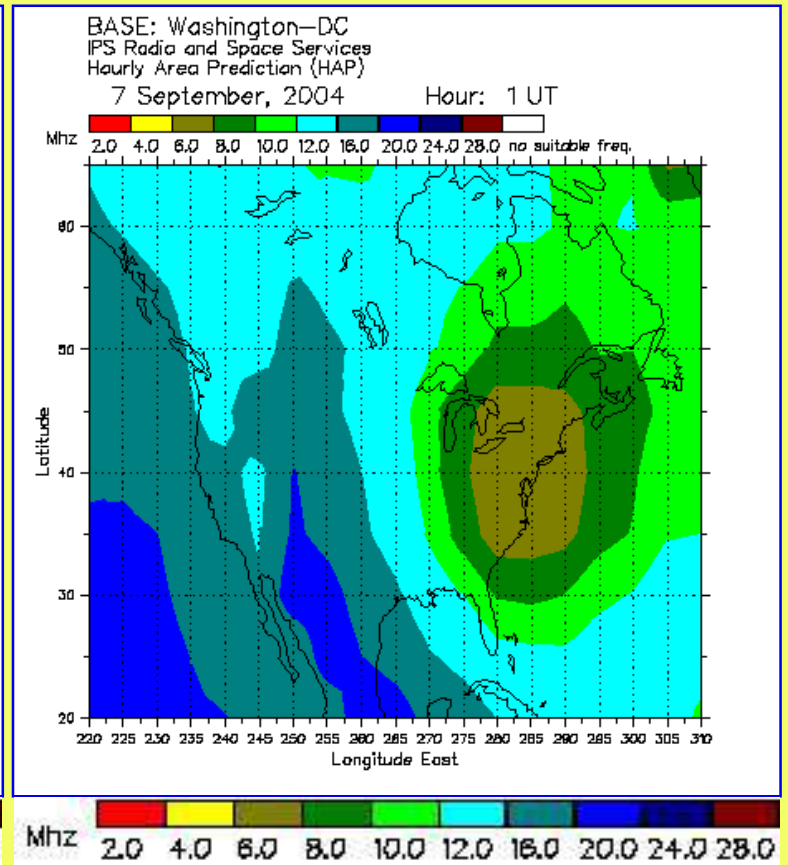 BASE: Washington-DC
IPS Radio and Space Services
Hourly Area Prediction (HAP)
7 September, 2004 Hour: 1 UT
Mhz 2.0 4.0 6.0 8.0 10.0 12.0 16.0 20.0 24.0 28.0 no suitable freq.
60
50
Latitude
40
30
20
220 225 230 235 240 245 250 255 260 265 270 275 280 285 290 295 300 305 310
Longitude East
Mhz 2.0 4.0 6.0 8.0 10.0 12.0 16.0 20.0 24.0 28.0